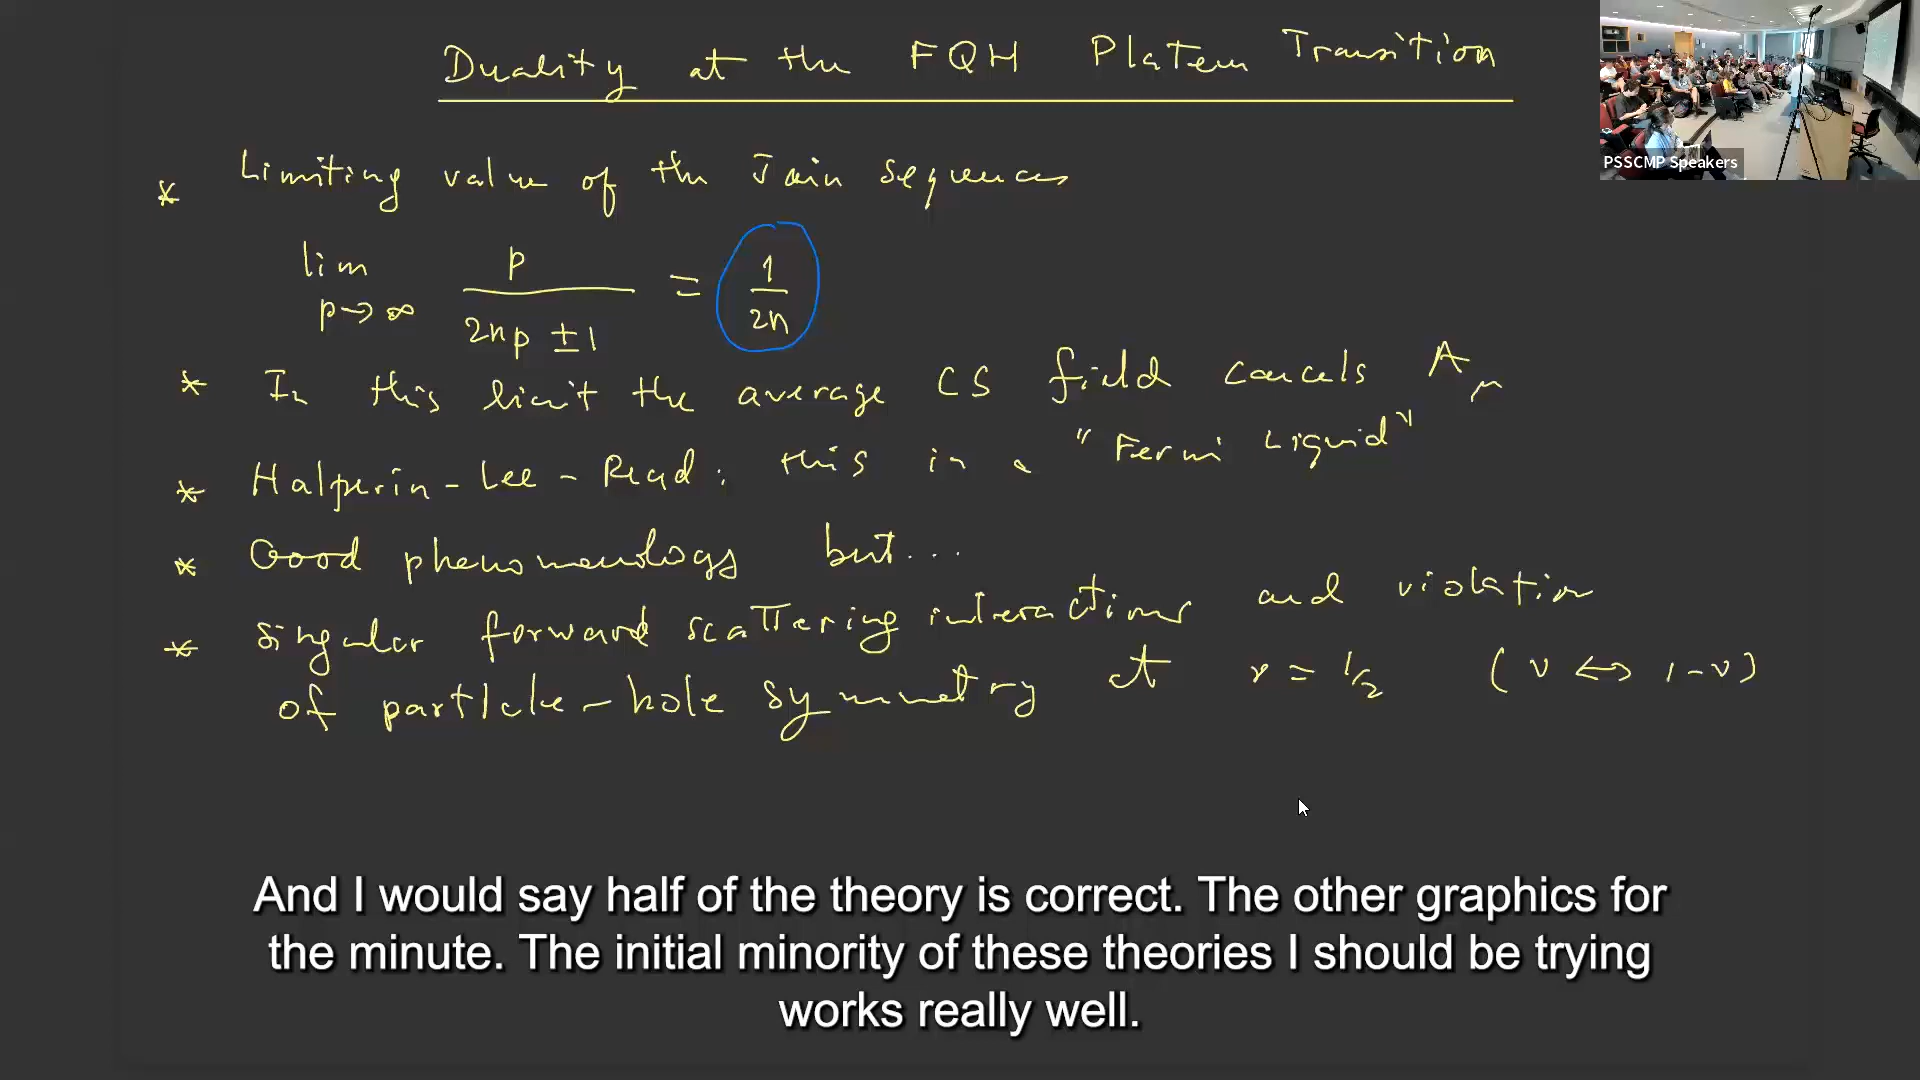 Duality at the FQH Plateau Transition
PSSCMP Speakers
* Limiting value of the Jain sequences
lim p→∞ p / (2np ± 1) = 1 / 2n
* In this limit the average CS field cancels Aμ
* Halperin-Lee-Read: this is a "Fermi Liquid"
* Good phenomenology but...
* Singular forward scattering interactions and violation
of particle-hole symmetry at ν = 1/2 (ν ↔ 1-ν)
And I would say half of the theory is correct. The other graphics for
the minute. The initial minority of these theories I should be trying
works really well.